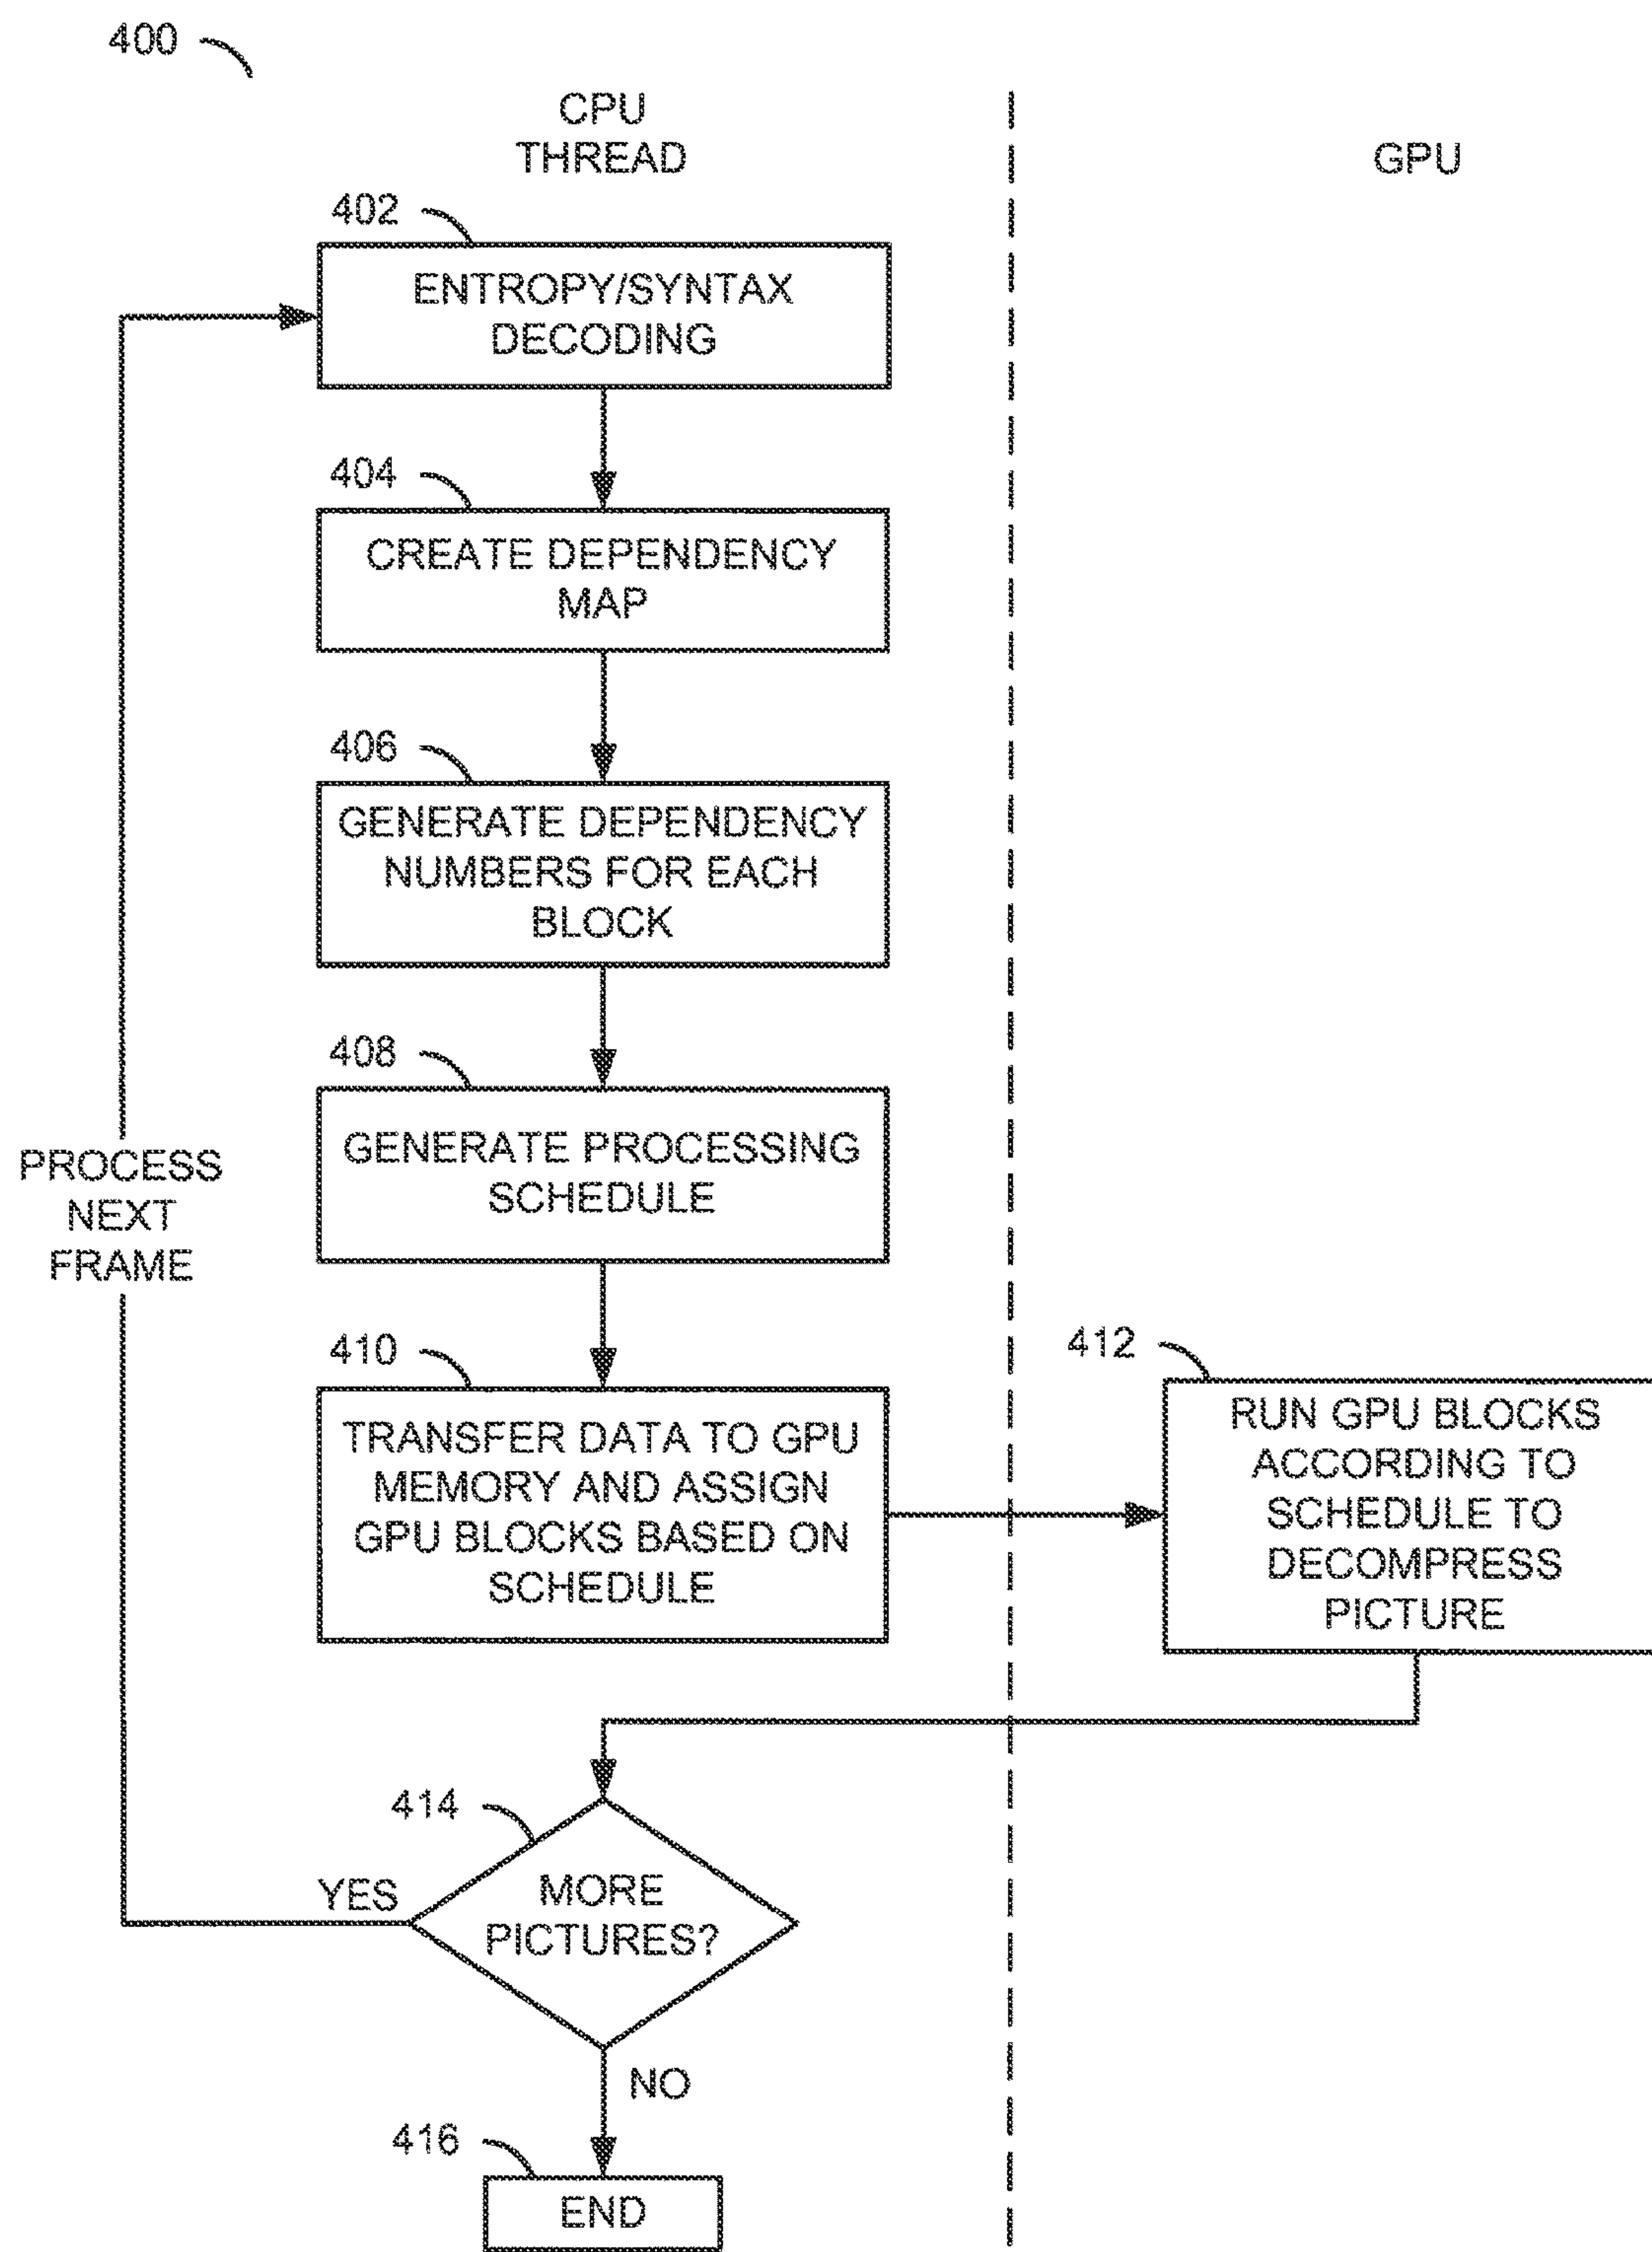 400
CPU
THREAD
GPU
402
ENTROPY/SYNTAX
DECODING
404
CREATE DEPENDENCY
MAP
406
GENERATE DEPENDENCY
NUMBERS FOR EACH
BLOCK
408
GENERATE PROCESSING
SCHEDULE
PROCESS
NEXT
FRAME
410
TRANSFER DATA TO GPU
MEMORY AND ASSIGN
GPU BLOCKS BASED ON
SCHEDULE
412
RUN GPU BLOCKS
ACCORDING TO
SCHEDULE TO
DECOMPRESS
PICTURE
414
YES
MORE
PICTURES?
NO
416
END